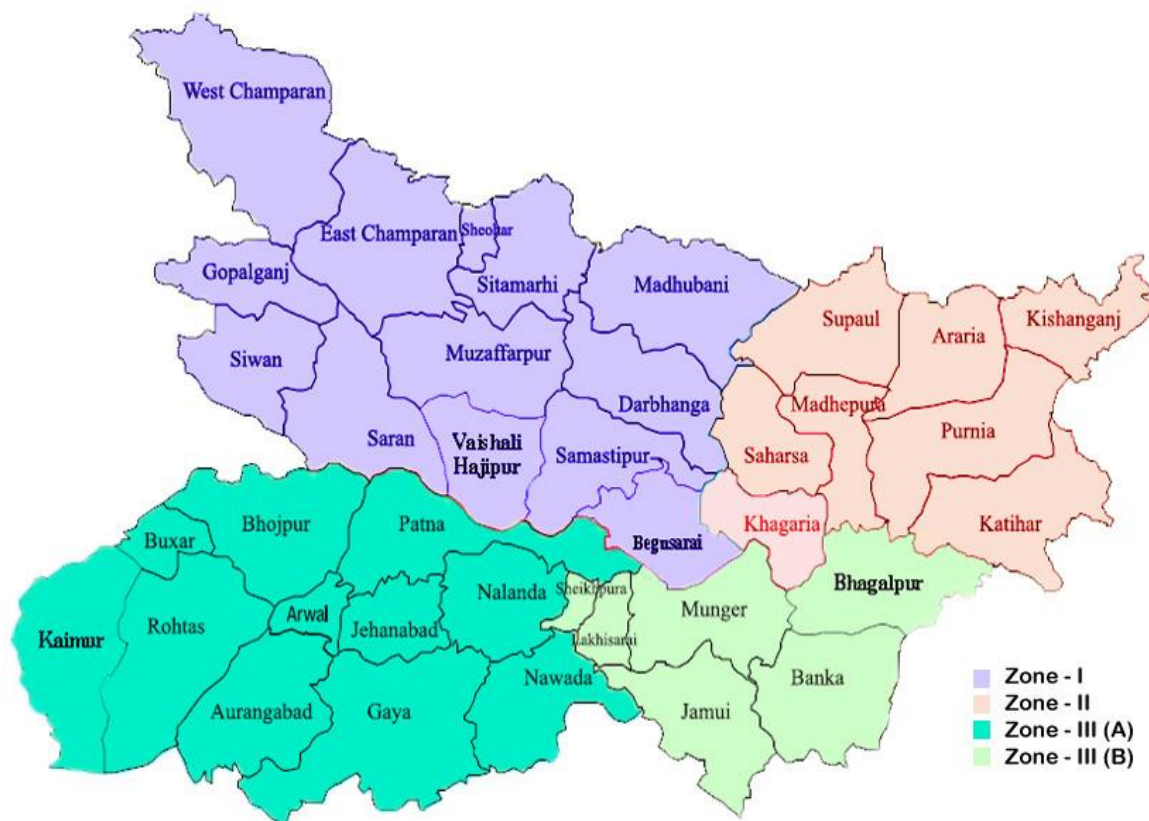 West Champaran
East Champaran
Sheohar
Gopalganj
Sitamarhi
Madhubani
Supaul
Araria
Kishanganj
Siwan
Muzaffarpur
Darbhanga
Madhepura
Purnia
Saran
Vaishali
Hajipur
Samastipur
Saharsa
Bhojpur
Patna
Begusarai
Khagaria
Katihar
Buxar
Nalanda
Sheikhpura
Munger
Bhagalpur
Kaimur
Rohtas
Arwal
Jehanabad
Lakhisarai
Aurangabad
Gaya
Nawada
Jamui
Banka
Zone - I
Zone - II
Zone - III (A)
Zone - III (B)